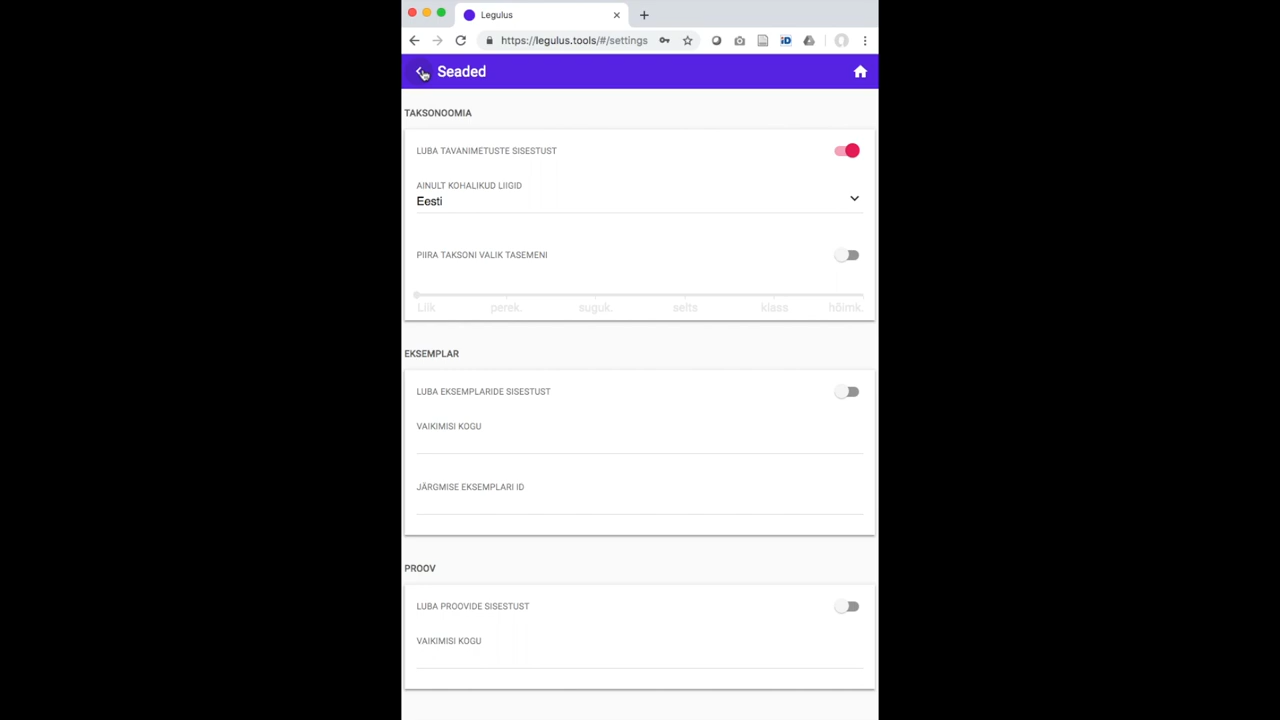 Legulus
https://legulus.tools/#/settings
iD
Seaded
TAKSONOOMIA
LUBA TAVANIMETUSTE SISESTUST
AINULT KOHALIKUD LIIGID
Eesti
PIIRA TAKSONI VALIK TASEMENI
Liik perek. suguk. selts klass hõimk.
EKSEMPLAR
LUBA EKSEMPLARIDE SISESTUST
VAIKIMISI KOGU
JÄRGMISE EKSEMPLARI ID
PROOV
LUBA PROOVIDE SISESTUST
VAIKIMISI KOGU